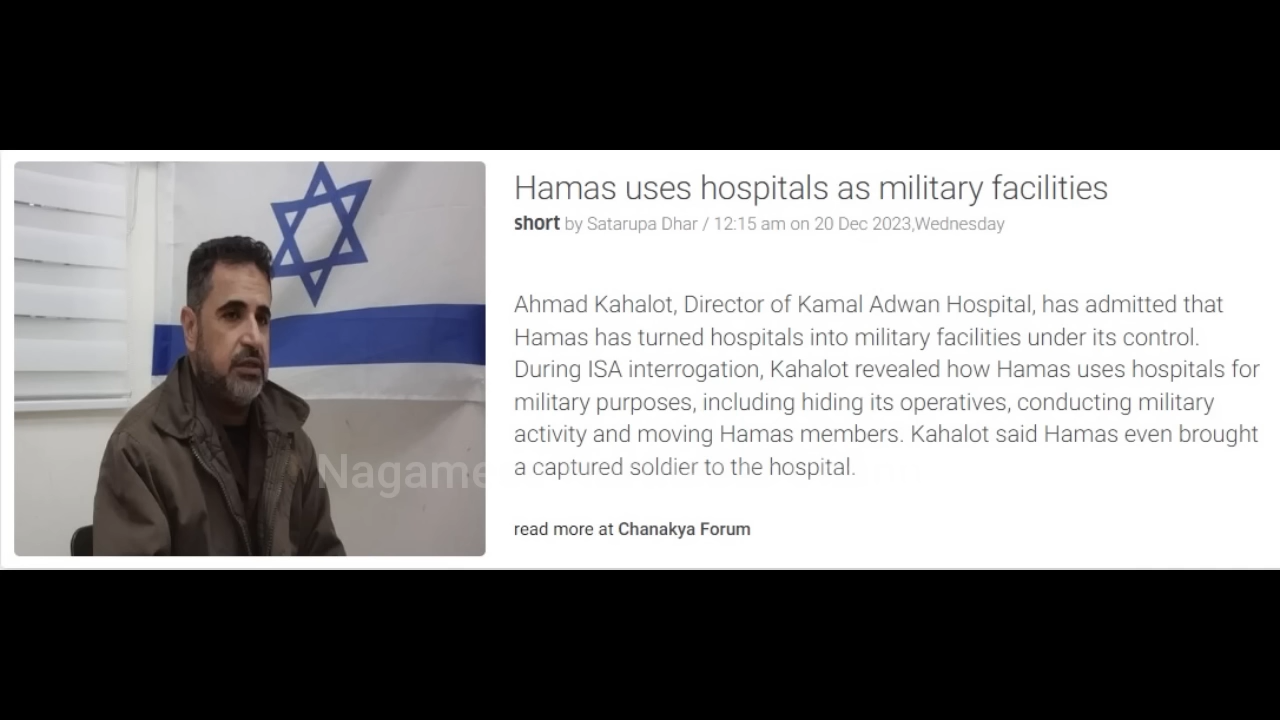 Hamas uses hospitals as military facilities
short by Satarupa Dhar / 12:15 am on 20 Dec 2023,Wednesday
Ahmad Kahalot, Director of Kamal Adwan Hospital, has admitted that
Hamas has turned hospitals into military facilities under its control.
During ISA interrogation, Kahalot revealed how Hamas uses hospitals for
military purposes, including hiding its operatives, conducting military
activity and moving Hamas members. Kahalot said Hamas even brought
a captured soldier to the hospital.
read more at Chanakya Forum